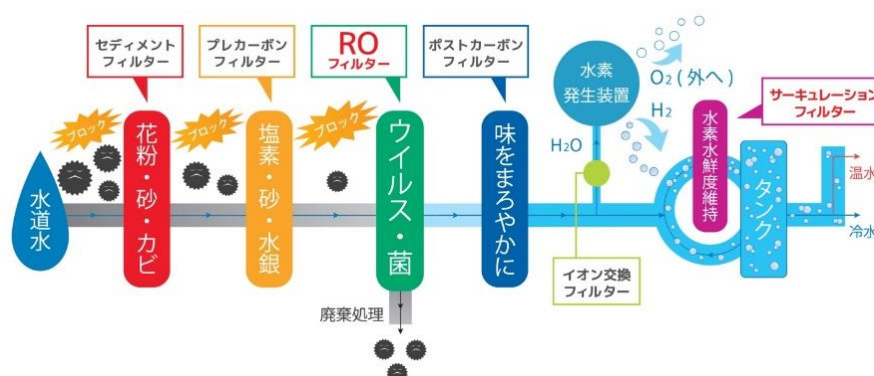 セディメント
フィルター
プレカーボン
フィルター
RO
フィルター
ポストカーボン
フィルター
水素
発生装置
O2(外へ)
H2
H2O
サーキュレーション
フィルター
ブロック
ブロック
ブロック
水道水
花粉・砂・カビ
塩素・砂・水銀
ウイルス・菌
味をまろやかに
水素水鮮度維持
タンク
温水
冷水
イオン交換
フィルター
廃棄処理